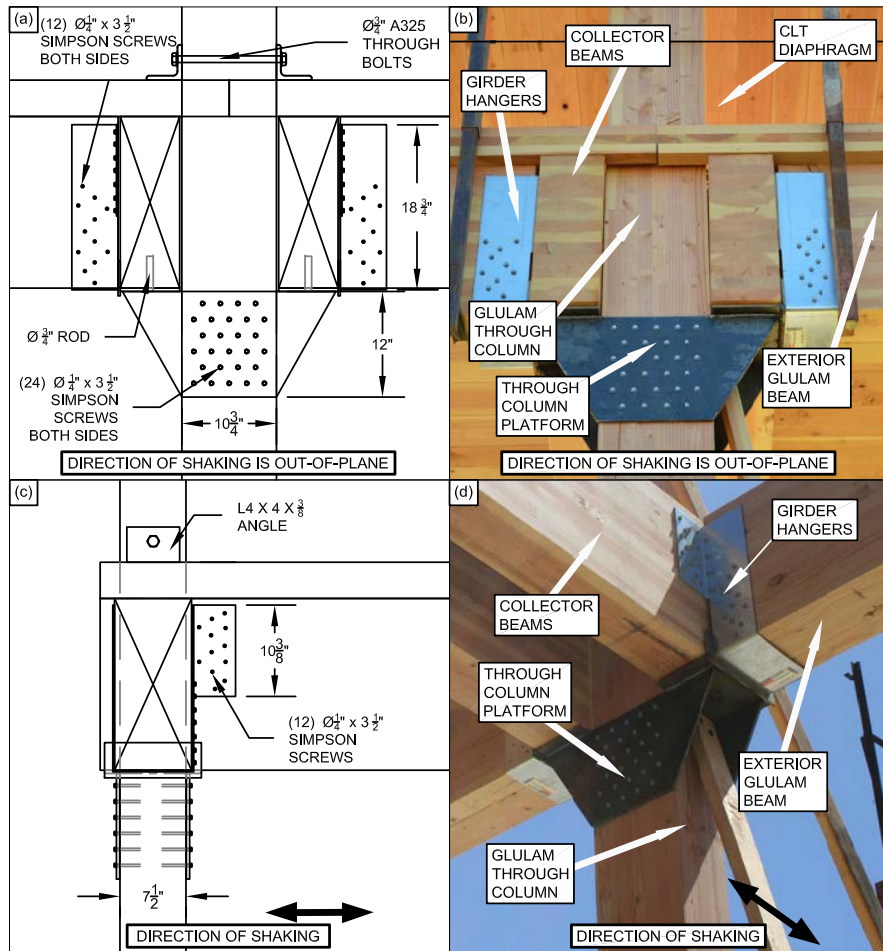 (a)
(12) Ø1/4" x 3 1/2"
SIMPSON SCREWS
BOTH SIDES
Ø3/4" A325
THROUGH
BOLTS
18 3/4"
Ø 3/4" ROD
12"
(24) Ø 1/4" x 3 1/2"
SIMPSON
SCREWS
BOTH SIDES
10 3/4"
DIRECTION OF SHAKING IS OUT-OF-PLANE
(b)
COLLECTOR
BEAMS
CLT
DIAPHRAGM
GIRDER
HANGERS
GLULAM
THROUGH
COLUMN
THROUGH
COLUMN
PLATFORM
EXTERIOR
GLULAM
BEAM
DIRECTION OF SHAKING IS OUT-OF-PLANE
(c)
L4 X 4 X 3/8
ANGLE
10 3/8"
(12) Ø1/4" x 3 1/2"
SIMPSON
SCREWS
7 1/2"
DIRECTION OF SHAKING
(d)
GIRDER
HANGERS
COLLECTOR
BEAMS
THROUGH
COLUMN
PLATFORM
EXTERIOR
GLULAM
BEAM
GLULAM
THROUGH
COLUMN
DIRECTION OF SHAKING